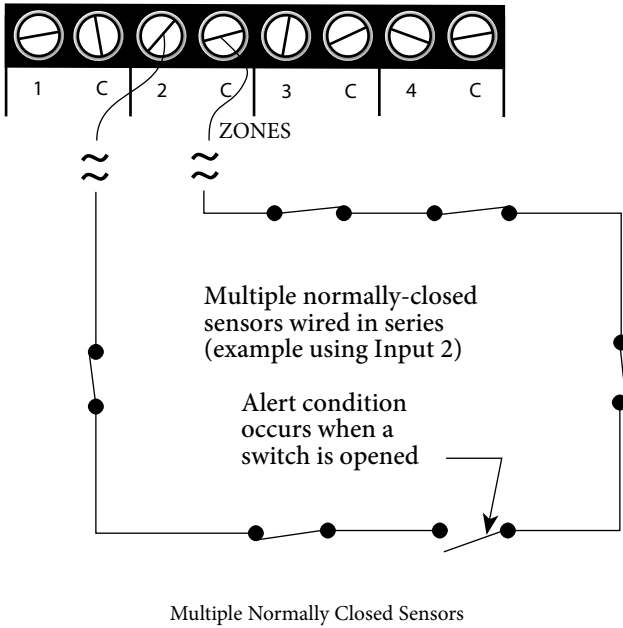 1 C 2 C 3 C 4 C
ZONES
Multiple normally-closed
sensors wired in series
(example using Input 2)
Alert condition
occurs when a
switch is opened
Multiple Normally Closed Sensors